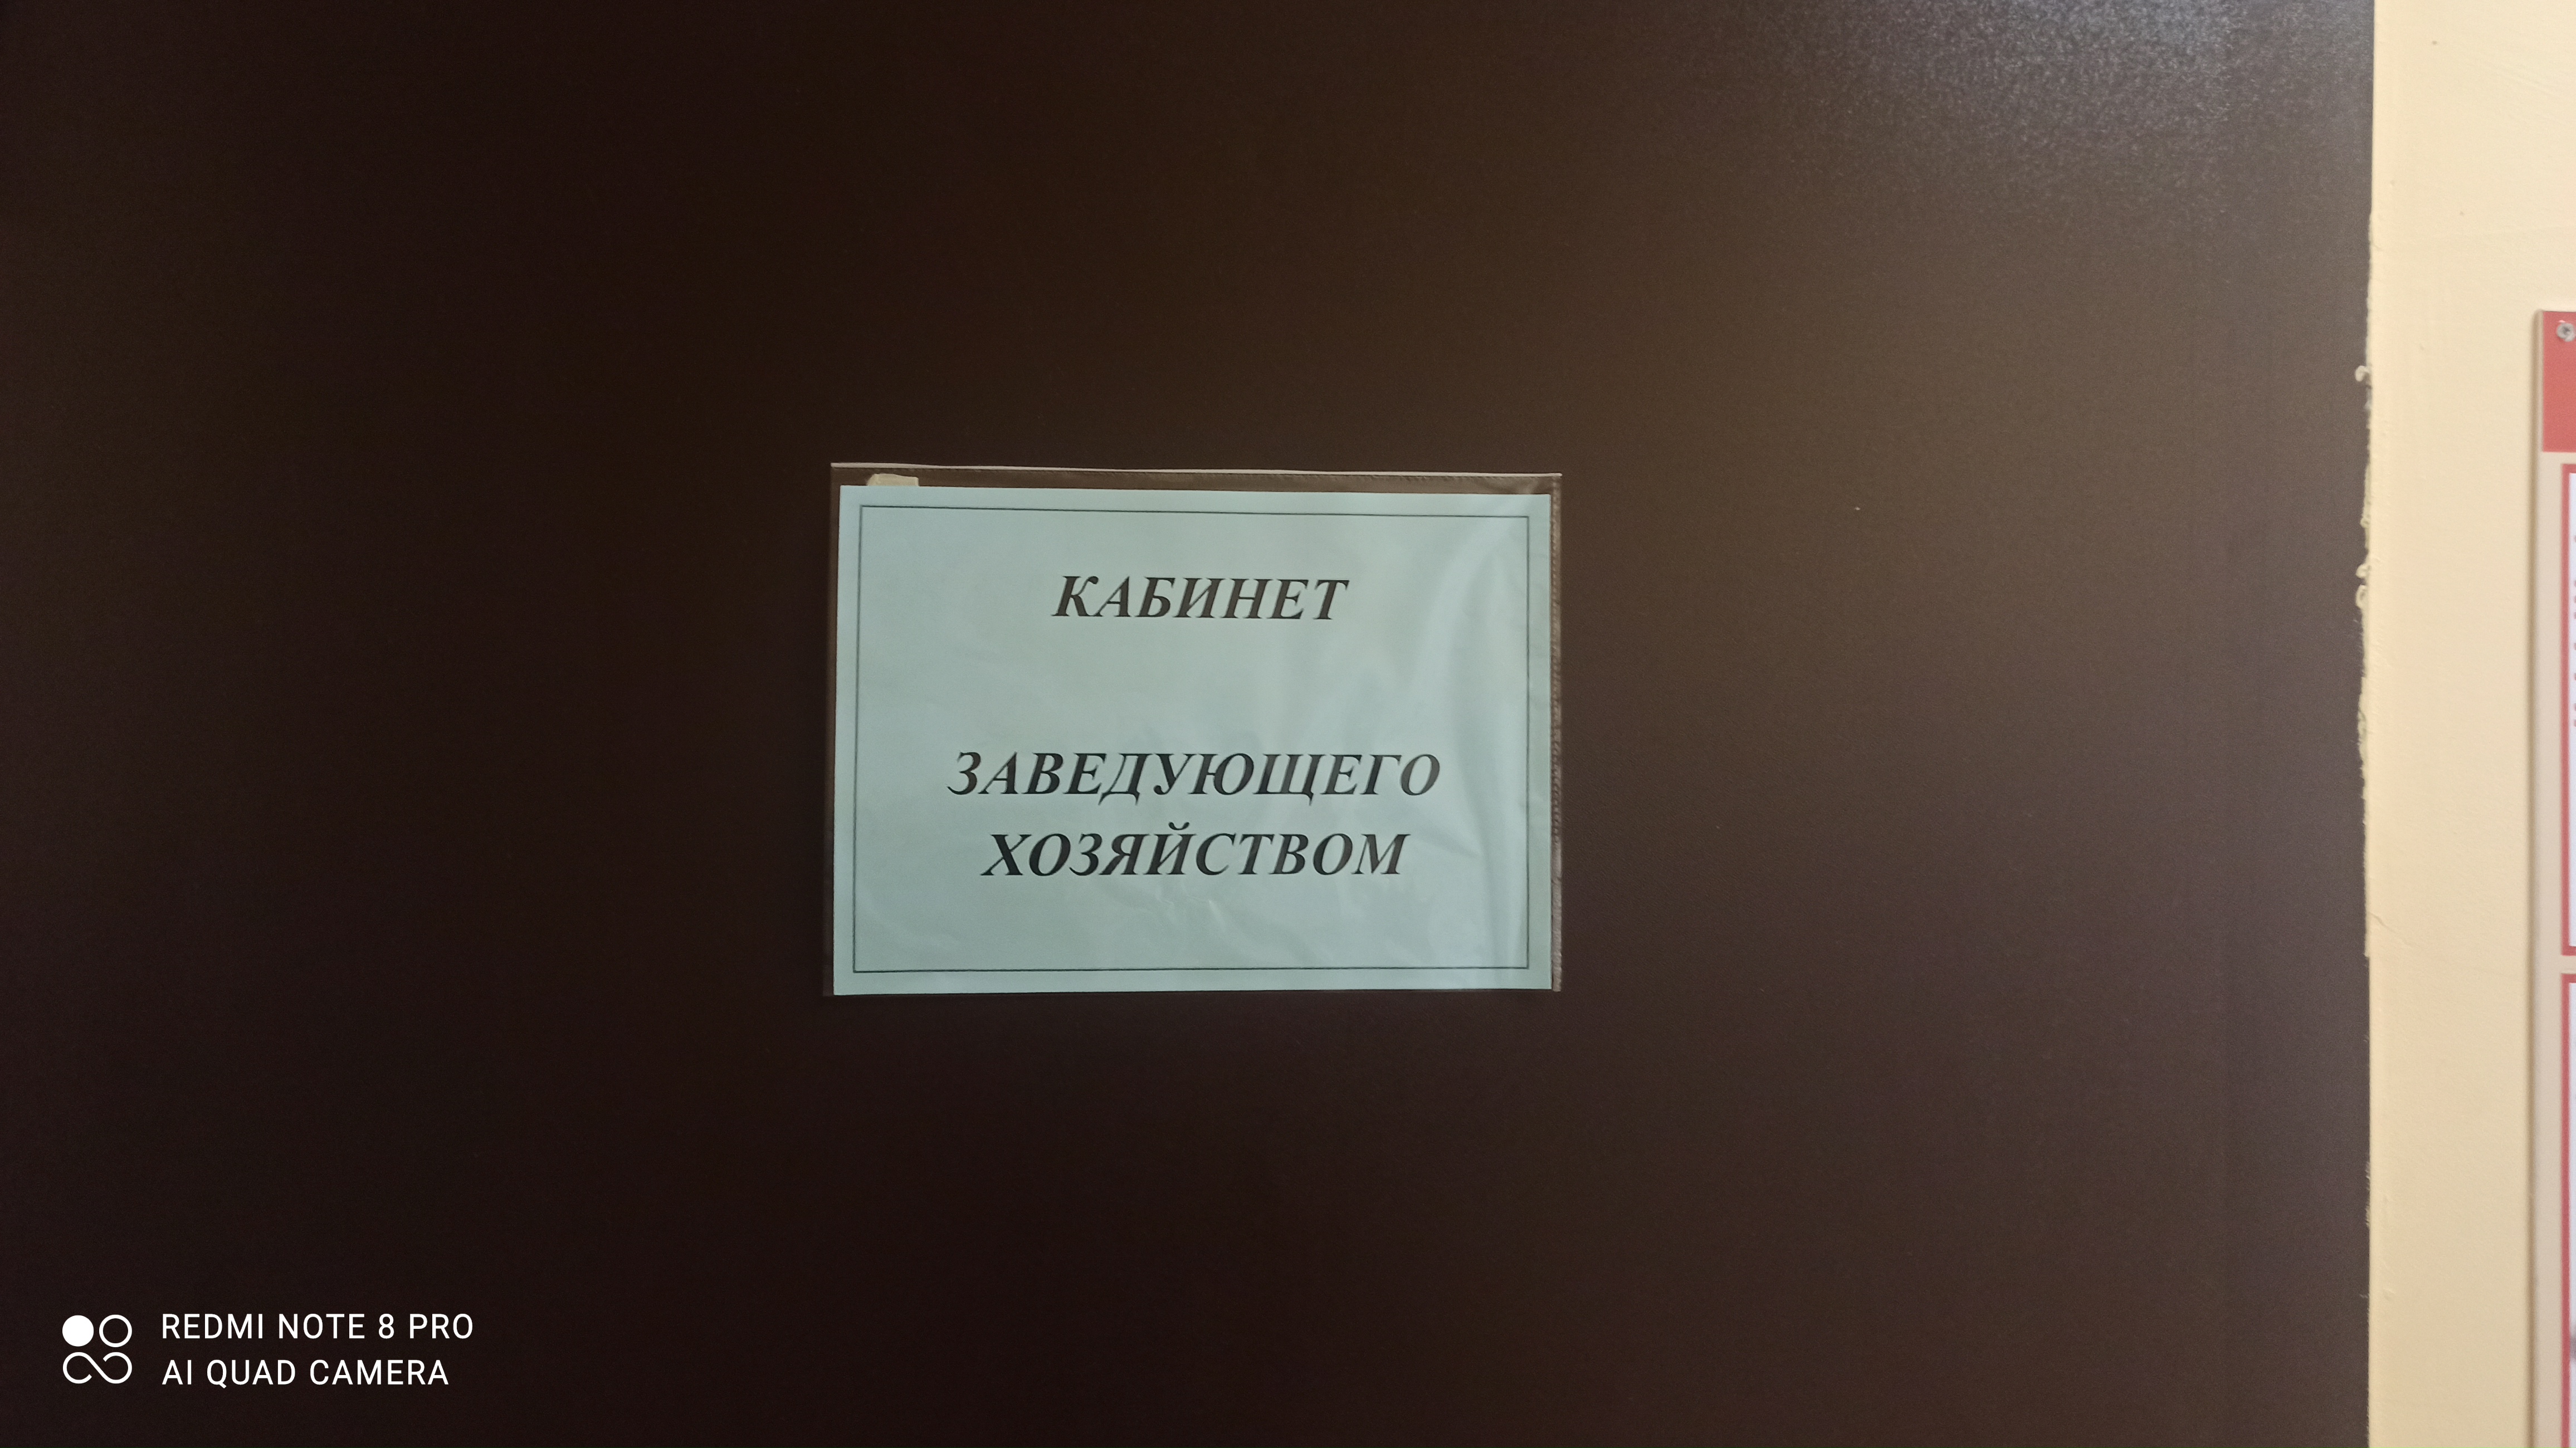 КАБИНЕТ
ЗАВЕДУЮЩЕГО
ХОЗЯЙСТВОМ
REDMI NOTE 8 PRO
AI QUAD CAMERA